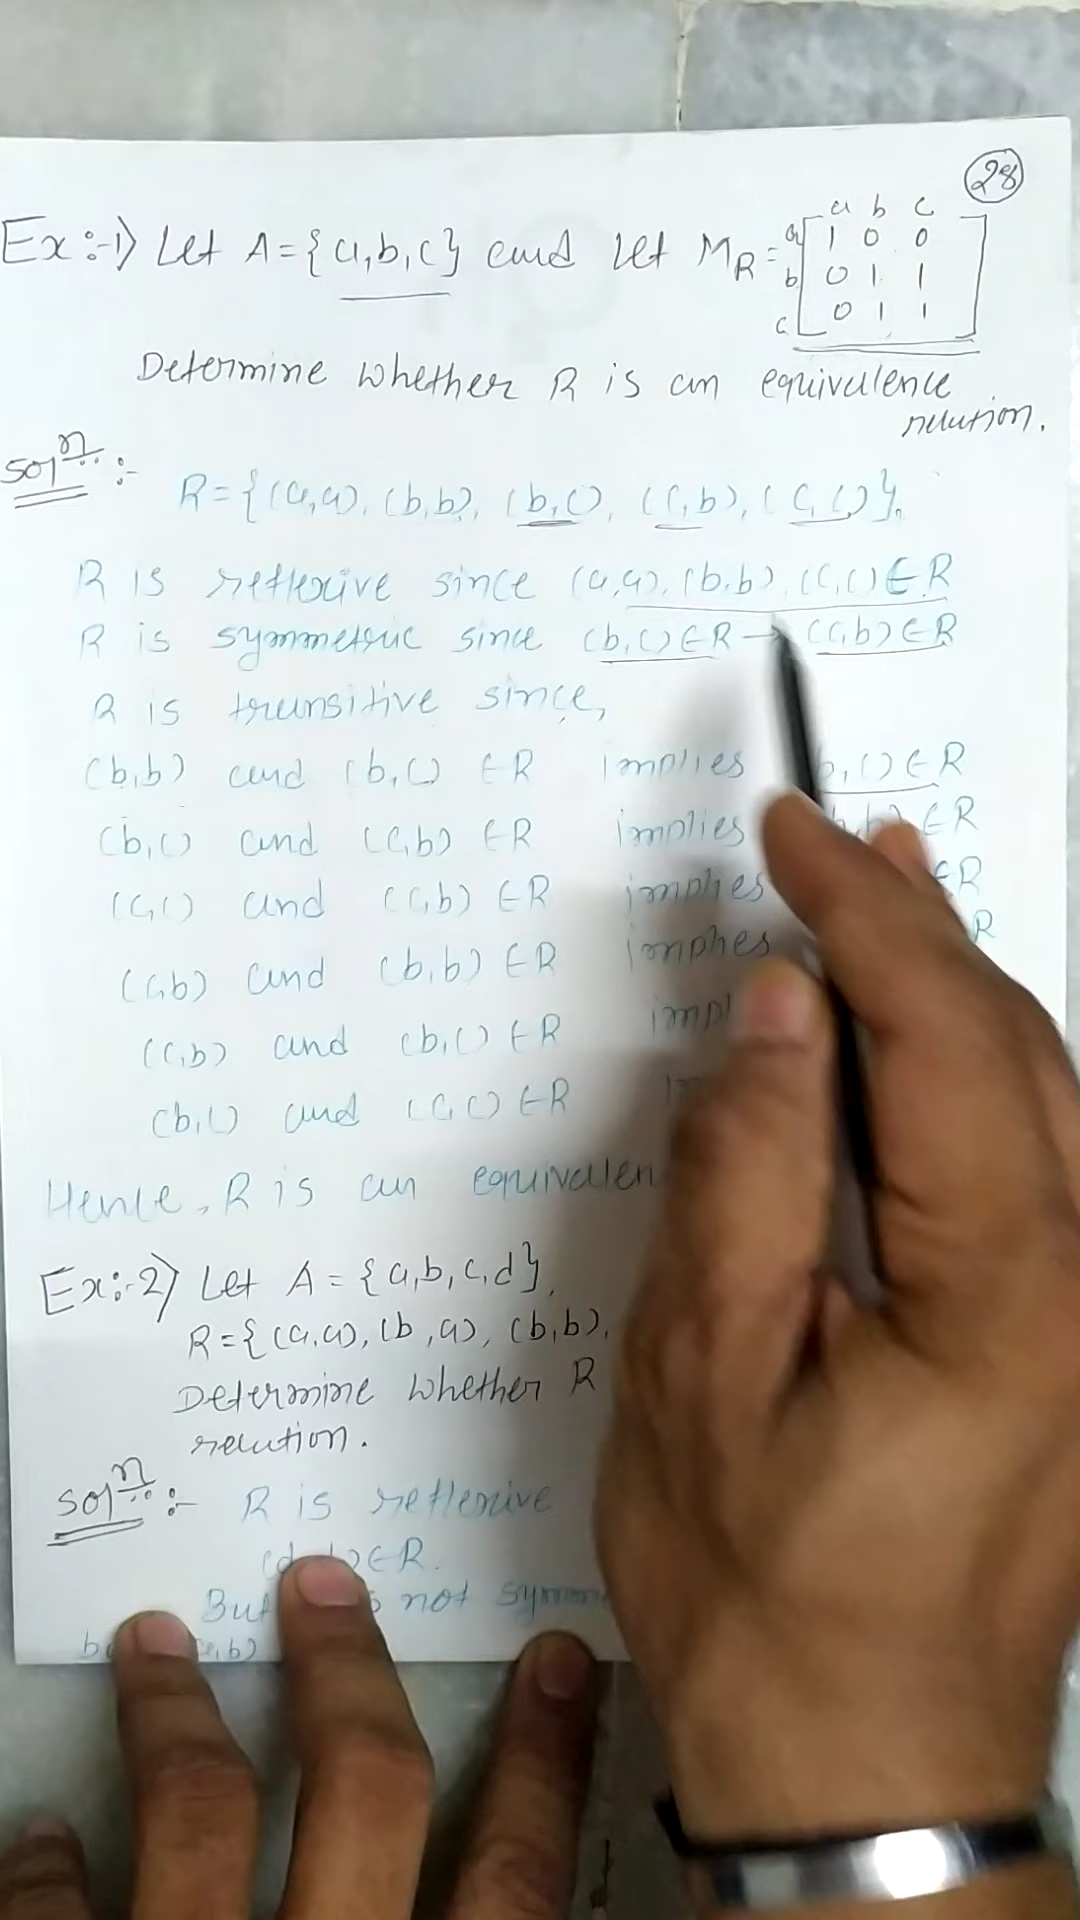 28
Ex:-1) Let A={a,b,c} and let MR=
a b c
a 1 0 0
b 0 1 1
c 0 1 1
Determine whether R is an equivalence
relation.
Solⁿ:-
R={(a,a), (b,b), (b,c), (c,b), (c,c)}.
R is reflexive since (a,a), (b,b), (c,c)∈R
R is symmetric since (b,c)∈R→(c,b)∈R
R is transitive since,
(b,b) and (b,c) ∈R implies b,c)∈R
(b,c) and (c,b) ∈R implies b,b) ∈R
(c,c) and (c,b) ∈R implies ∈R
(c,b) and (b,b) ∈R implies R
(c,b) and (b,c) ∈R
(b,c) and (c,c) ∈R
Hence, R is an
Ex:-2) Let A={a,b,c,d},
R={(a,a), (b,a), (b,b),
Determine whether R
relation.
Solⁿ:- R is reflexive
∈R.
But not